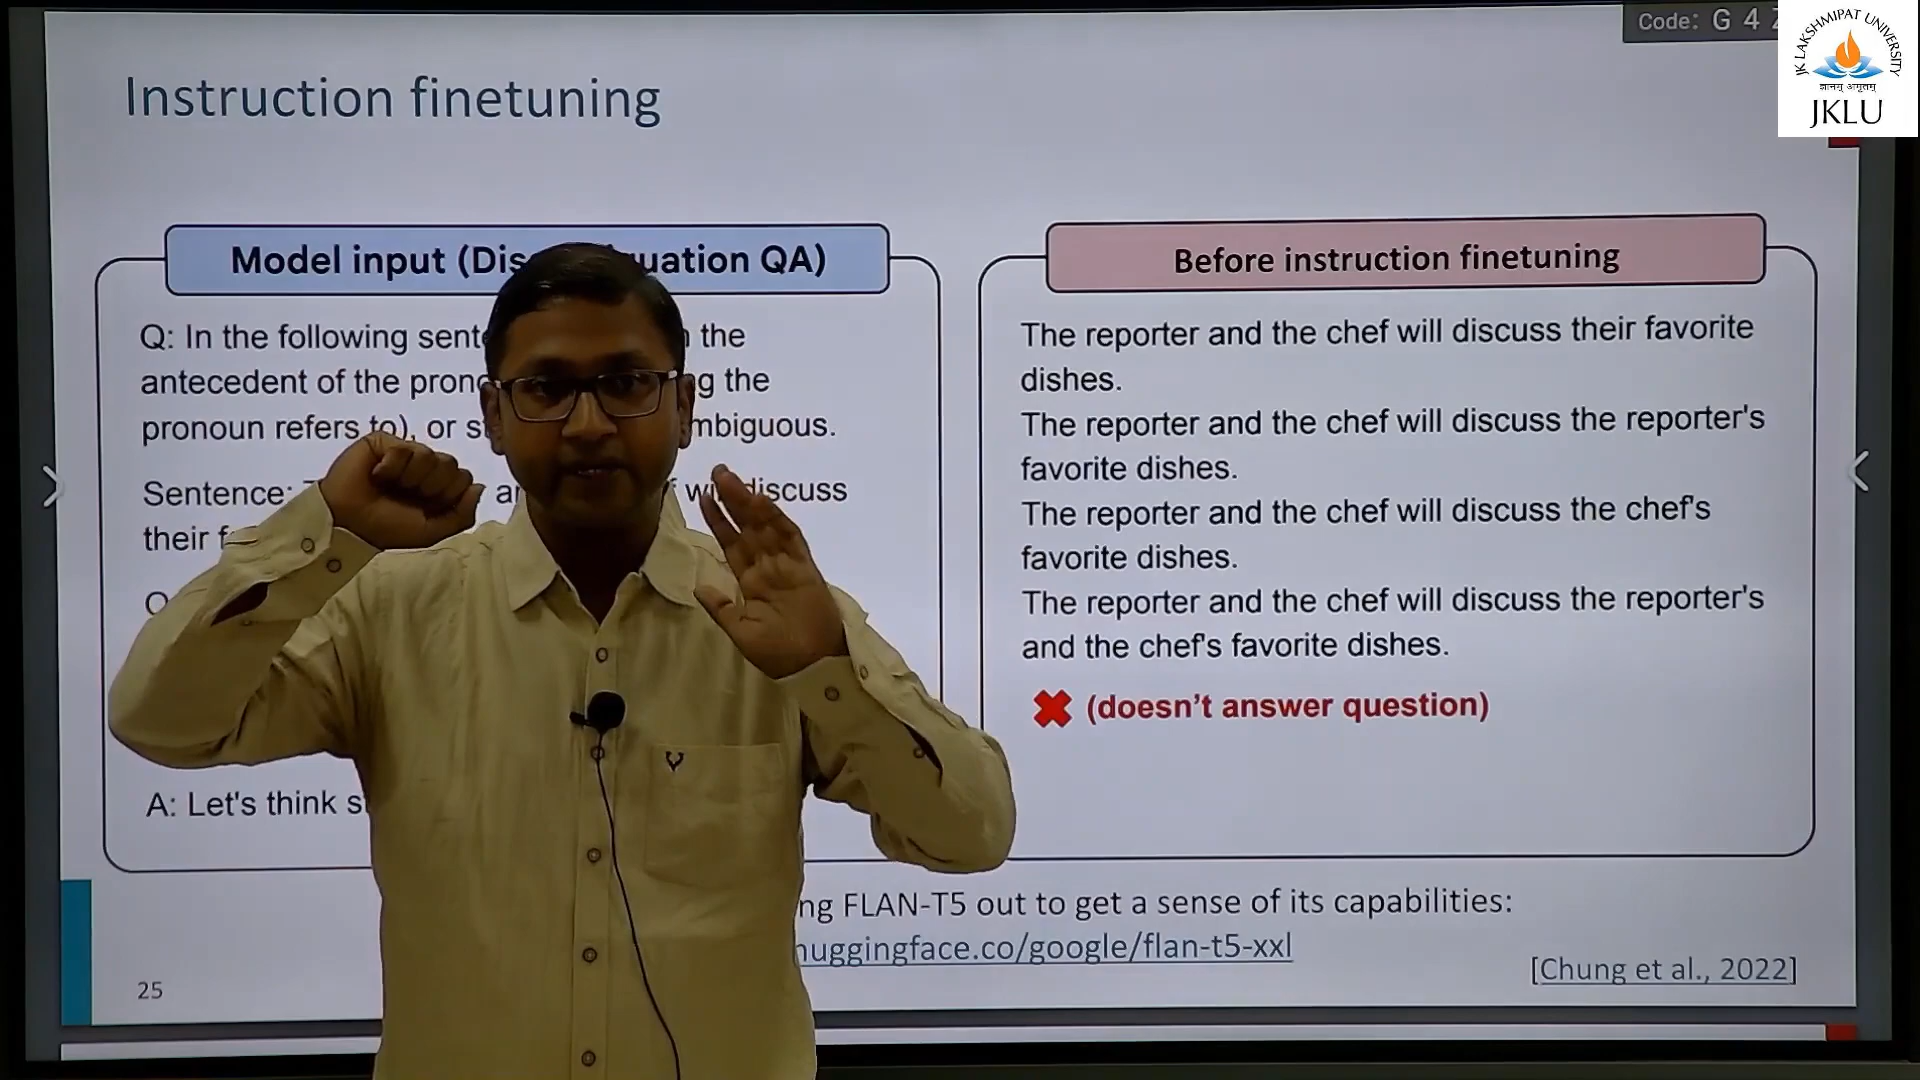 Code: G 4
JK LAKSHMIPAT UNIVERSITY
ज्ञानम् अमृतम्
JKLU
Instruction finetuning
Model input (Dis uation QA)
Q: In the following the
antecedent of the the
pronoun refers to), or
Sentence: discuss
their
A: Let's think
Before instruction finetuning
The reporter and the chef will discuss their favorite
dishes.
The reporter and the chef will discuss the reporter's
favorite dishes.
The reporter and the chef will discuss the chef's
favorite dishes.
The reporter and the chef will discuss the reporter's
and the chef's favorite dishes.
✖ (doesn't answer question)
FLAN-T5 out to get a sense of its capabilities:
huggingface.co/google/flan-t5-xxl
[Chung et al., 2022]
25